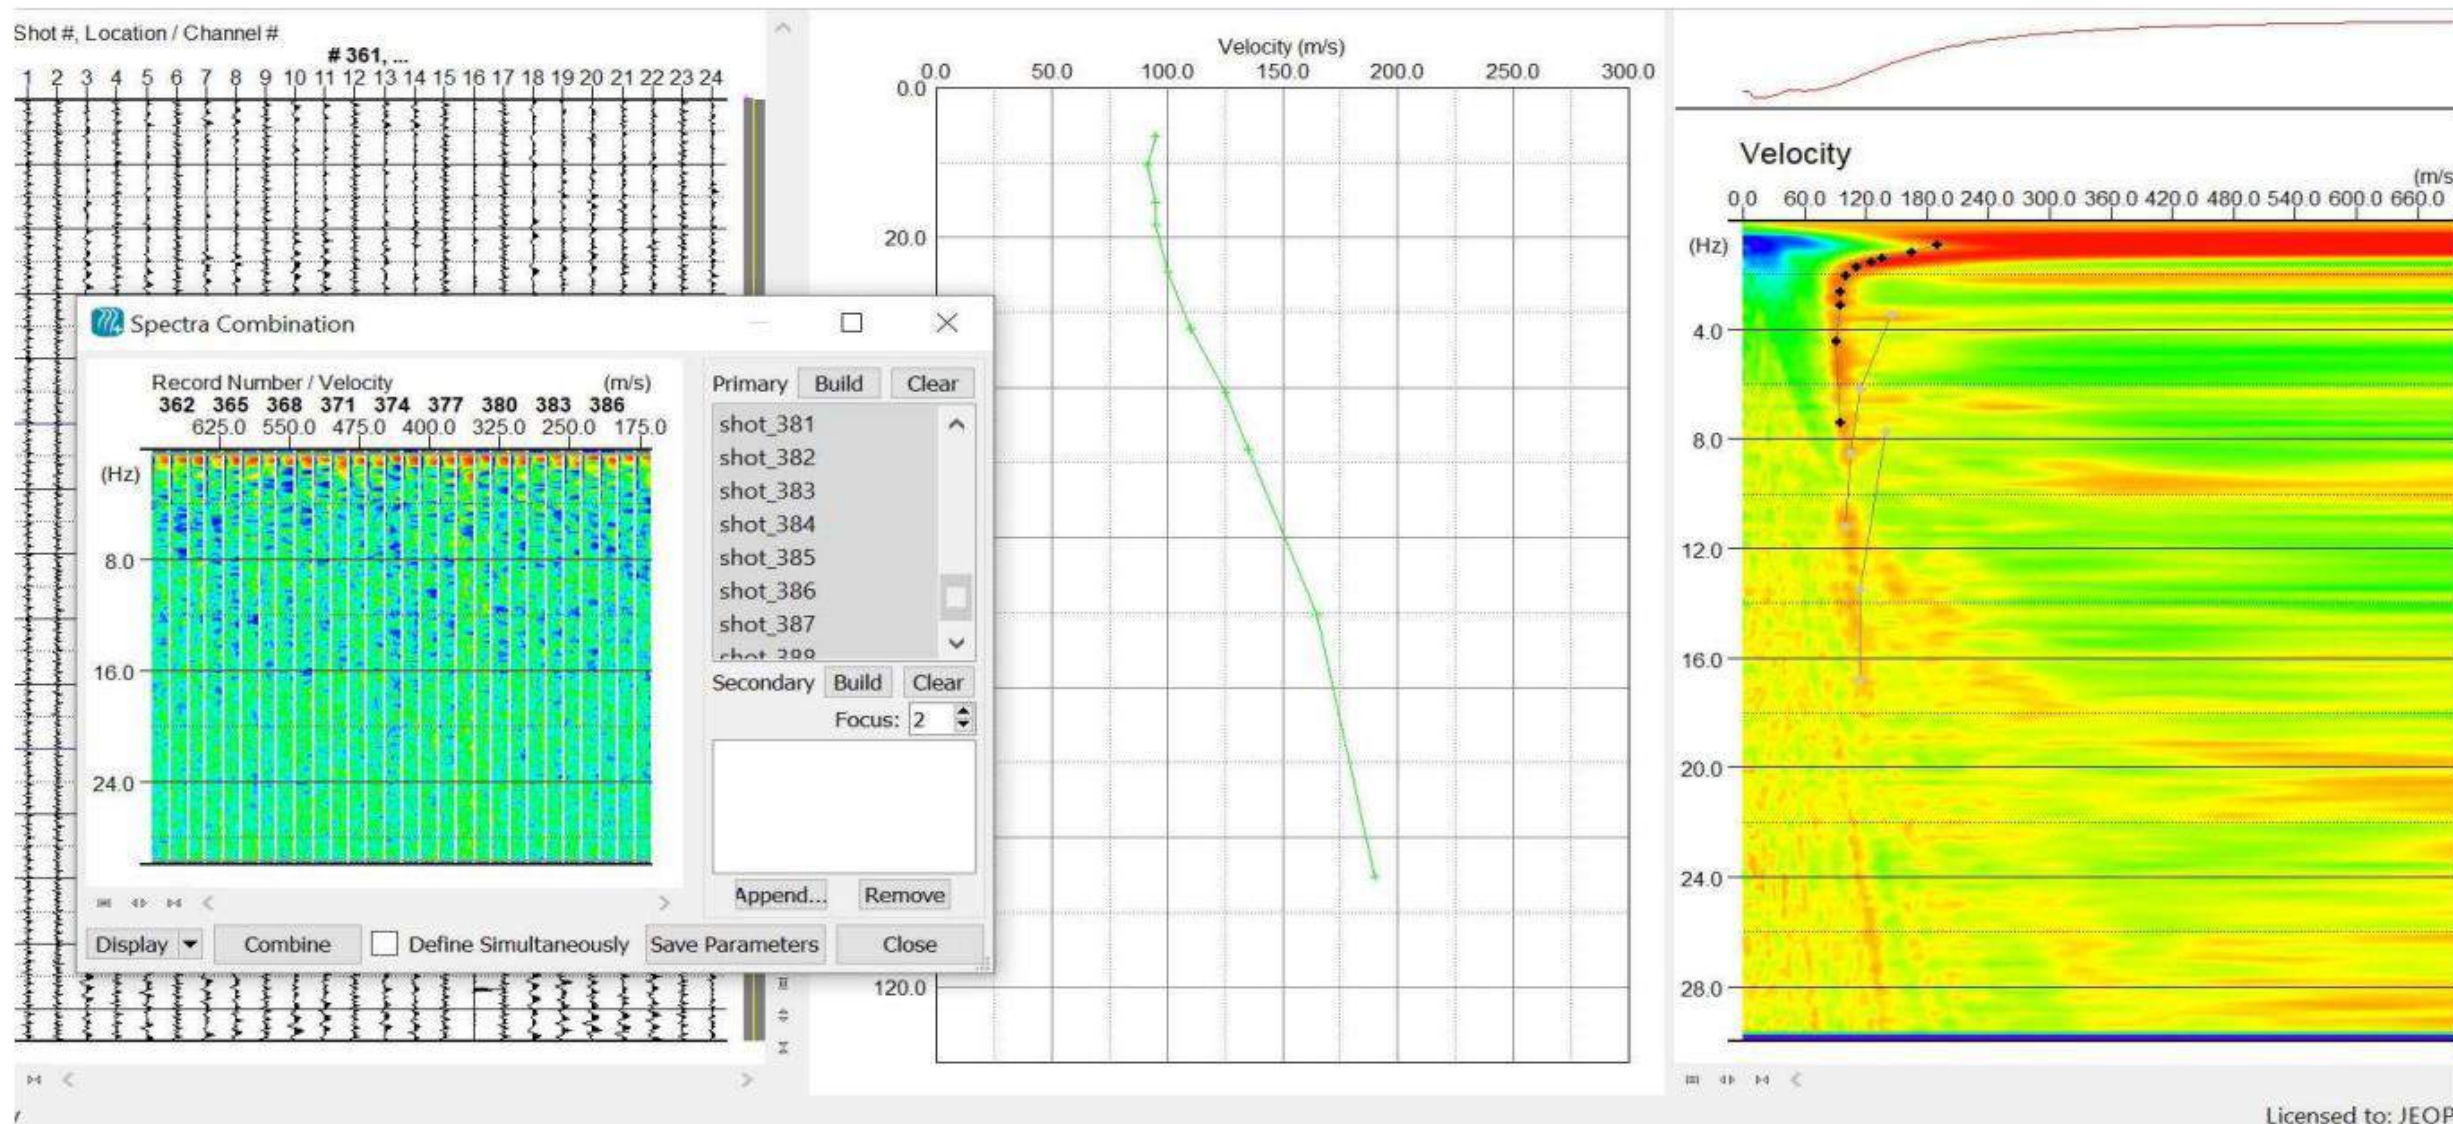 Shot #, Location / Channel #
# 361, ...
1 2 3 4 5 6 7 8 9 10 11 12 13 14 15 16 17 18 19 20 21 22 23 24
Spectra Combination
Record Number / Velocity (m/s)
362 365 368 371 374 377 380 383 386
625.0 550.0 475.0 400.0 325.0 250.0 175.0
(Hz)
8.0
16.0
24.0
Primary Build Clear
shot_381
shot_382
shot_383
shot_384
shot_385
shot_386
shot_387
shot_388
Secondary Build Clear
Focus: 2
Append... Remove
Display Combine Define Simultaneously Save Parameters Close
Velocity (m/s)
0.0 50.0 100.0 150.0 200.0 250.0 300.0
0.0
20.0
120.0
Velocity
(m/s
0.0 60.0 120.0 180.0 240.0 300.0 360.0 420.0 480.0 540.0 600.0 660.0
(Hz)
4.0
8.0
12.0
16.0
20.0
24.0
28.0
Licensed to: JEOP